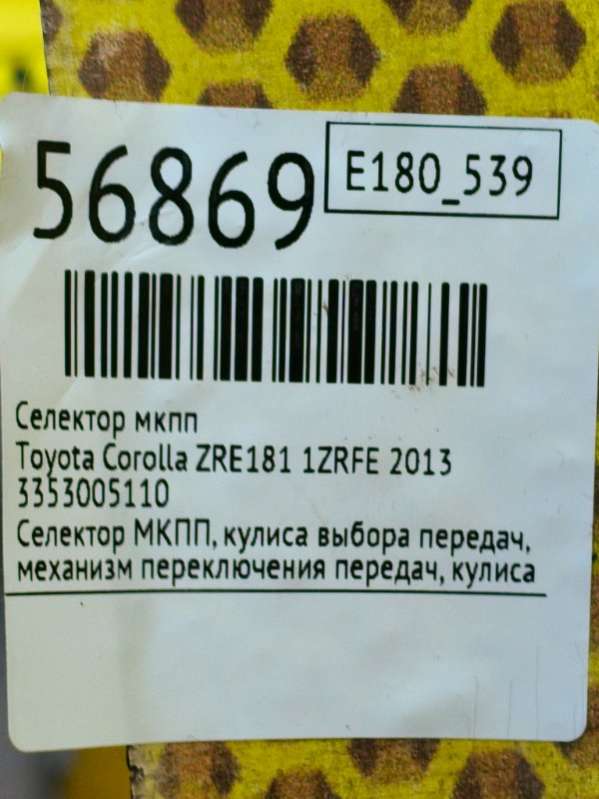 56869
E180_539
Селектор мкпп
Toyota Corolla ZRE181 1ZRFE 2013
3353005110
Селектор МКПП, кулиса выбора передач,
механизм переключения передач, кулиса